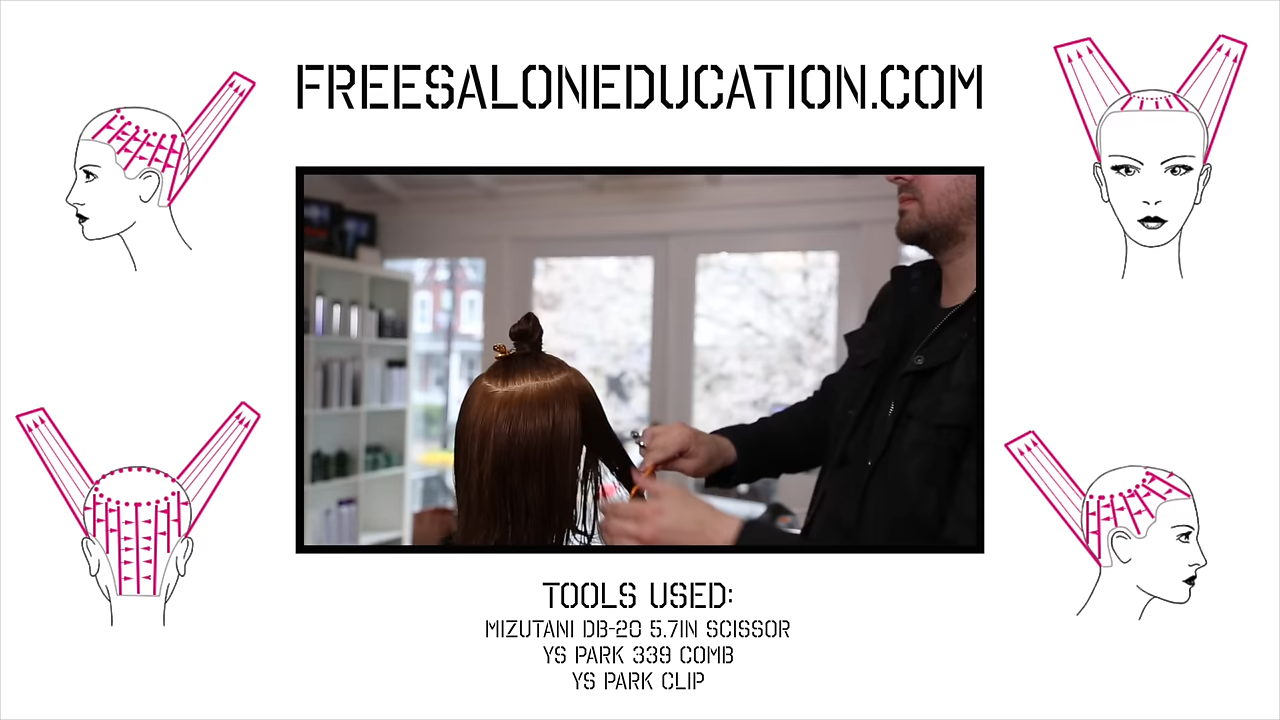 FREESALONEDUCATION.COM
TOOLS USED:
MIZUTANI DB-20 5.7IN SCISSOR
YS PARK 339 COMB
YS PARK CLIP